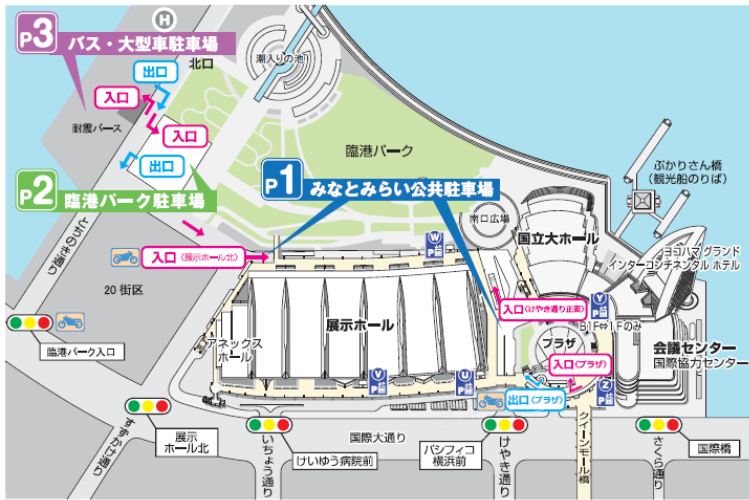 P3 バス・大型車駐車場
H
北口
潮入りの池
出口
入口
耐震バース
入口
出口
臨港パーク
P2 臨港パーク駐車場
P1 みなとみらい公共駐車場
ぷかりさん橋
(観光船のりば)
南口広場
国立大ホール
ヨコハマ グランド
インターコンチネンタル ホテル
とちのき通り
入口(展示ホール北)
W
20 街区
展示ホール
入口(けやき通り正面)
Y
B1F⇔1Fのみ
アネックス
ホール
プラザ
会議センター
国際協力センター
入口(プラザ)
臨港パーク入口
V
U
Z
出口(プラザ)
すずかけ通り
展示
ホール北
いちょう通り
けいゆう病院前
国際大通り
パシフィコ
横浜前
けやき通り
クイーンモール橋
さくら通り
国際橋